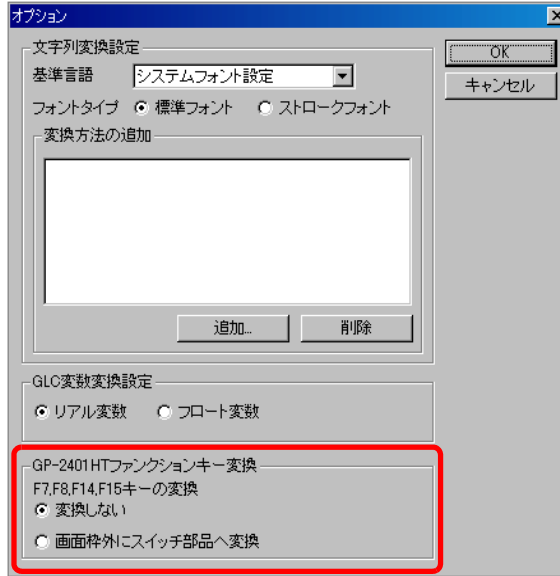 オプション
文字列変換設定
基準言語 システムフォント設定
フォントタイプ 標準フォント ストロークフォント
変換方法の追加
追加... 削除
OK
キャンセル
GLC変数変換設定
リアル変数 フロート変数
GP-2401HTファンクションキー変換
F7,F8,F14,F15キーの変換
変換しない
画面枠外にスイッチ部品へ変換